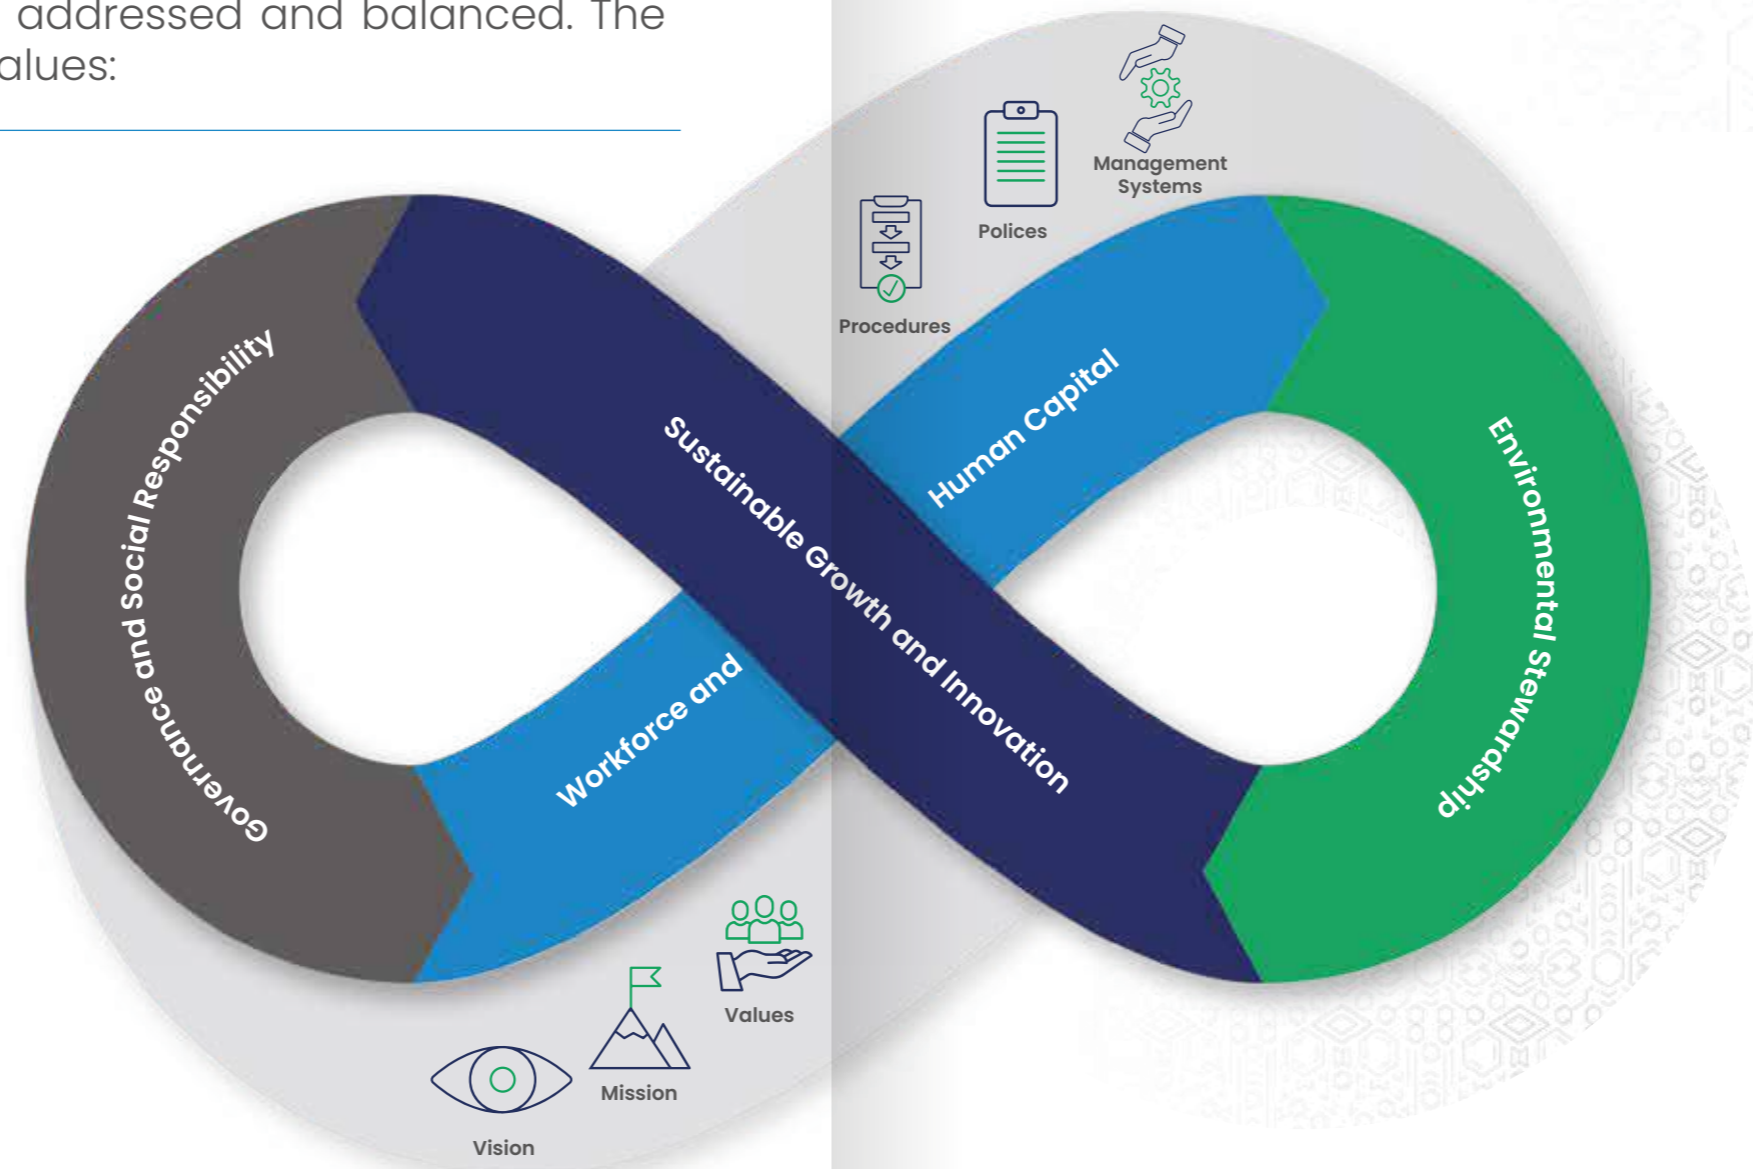 addressed and balanced. The
alues:
Management
Systems
Polices
Procedures
Governance and Social Responsibility
Sustainable Growth and Innovation
Workforce and Human Capital
Environmental Stewardship
Values
Mission
Vision